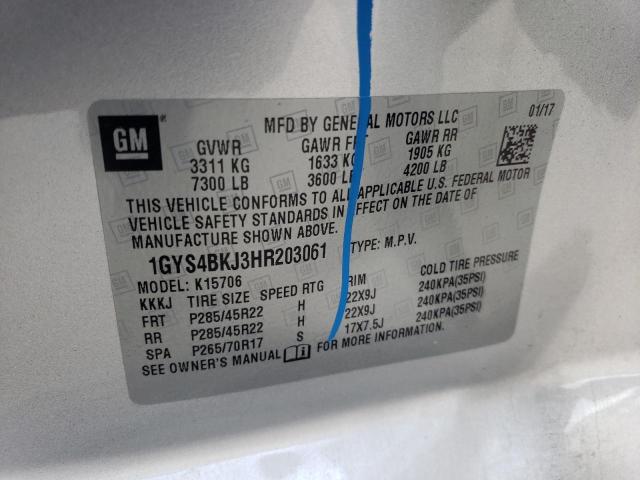 GM
MFD BY GENERAL MOTORS LLC 01/17
GVWR GAWR FRT GAWR RR
3311 KG 1633 KG 1905 KG
7300 LB 3600 LB 4200 LB
THIS VEHICLE CONFORMS TO ALL APPLICABLE U.S. FEDERAL MOTOR
VEHICLE SAFETY STANDARDS IN EFFECT ON THE DATE OF
MANUFACTURE SHOWN ABOVE.
1GYS4BKJ3HR203061 TYPE: M.P.V.
MODEL: K15706
KKKJ TIRE SIZE SPEED RTG RIM COLD TIRE PRESSURE
FRT P285/45R22 H 22X9J 240KPA(35PSI)
RR P285/45R22 H 22X9J 240KPA(35PSI)
SPA P265/70R17 S 17X7.5J 240KPA(35PSI)
SEE OWNER'S MANUAL FOR MORE INFORMATION.